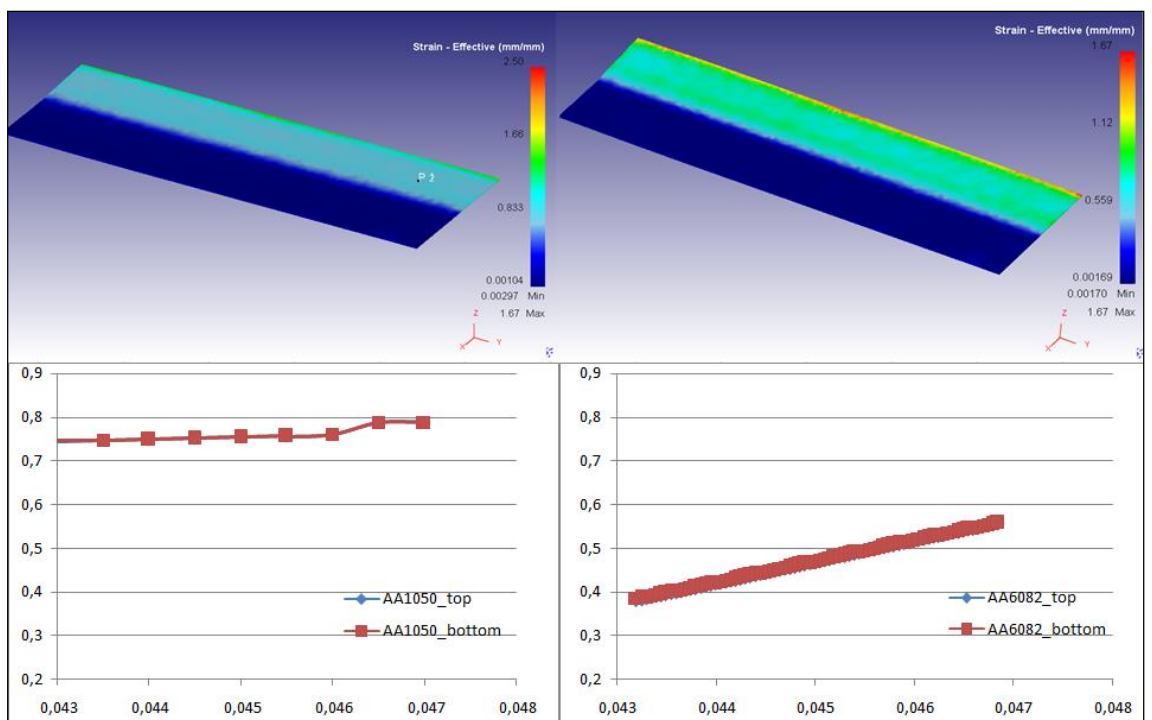 Strain - Effective (mm/mm)
2.50
1.66
0.833
0.00104
0.00297 Min
1.67 Max
P 2
Z
X
Y
Strain - Effective (mm/mm)
1.67
1.12
0.559
0.00169
0.00170 Min
1.67 Max
Z
X
Y
0,9
0,8
0,7
0,6
0,5
0,4
0,3
0,2
AA1050_top
AA1050_bottom
0,043 0,044 0,045 0,046 0,047 0,048
0,9
0,8
0,7
0,6
0,5
0,4
0,3
0,2
AA6082_top
AA6082_bottom
0,043 0,044 0,045 0,046 0,047 0,048